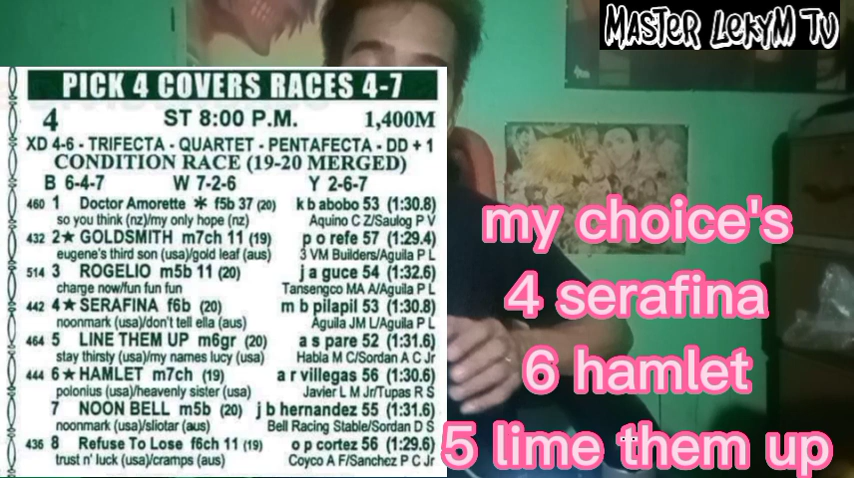 MASTER LEKYM TV
PICK 4 COVERS RACES 4-7
4 ST 8:00 P.M. 1,400M
XD 4-6 - TRIFECTA - QUARTET - PENTAFECTA - DD + 1
CONDITION RACE (19-20 MERGED)
B 6-4-7 W 7-2-6 Y 2-6-7
460 1 Doctor Amorette * f5b 37 (20) k b abobo 53 (1:30.8)
so you think (nz)/my only hope (nz) Aquino C Z/Saulog P V
432 2★ GOLDSMITH m7ch 11 (19) p o refe 57 (1:29.4)
eugene's third son (usa)/gold leaf (aus) 3 VM Builders/Aguila P L
514 3 ROGELIO m5b 11 (20) j a guce 54 (1:32.6)
charge now/fun fun fun Tansengco MA A/Aguila P L
442 4★ SERAFINA f6b (20) m b pilapil 53 (1:30.8)
noonmark (usa)/don't tell ella (aus) Aguila JM L/Aguila P L
464 5 LINE THEM UP m6gr (20) a s pare 52 (1:31.6)
stay thirsty (usa)/my names lucy (usa) Habla M C/Sordan A C Jr
444 6★ HAMLET m7ch (19) a r villegas 56 (1:30.6)
polonius (usa)/heavenly sister (usa) Javier L M Jr/Tupas R S
7 NOON BELL m5b (20) j b hernandez 55 (1:31.6)
noonmark (usa)/sliotar (aus) Bell Racing Stable/Sordan D S
436 8 Refuse To Lose f6ch 11 (19) o p cortez 56 (1:29.6)
trust n' luck (usa)/cramps (aus) Coyco A F/Sanchez P C Jr
my choice's
4 serafina
6 hamlet
5 lime them up